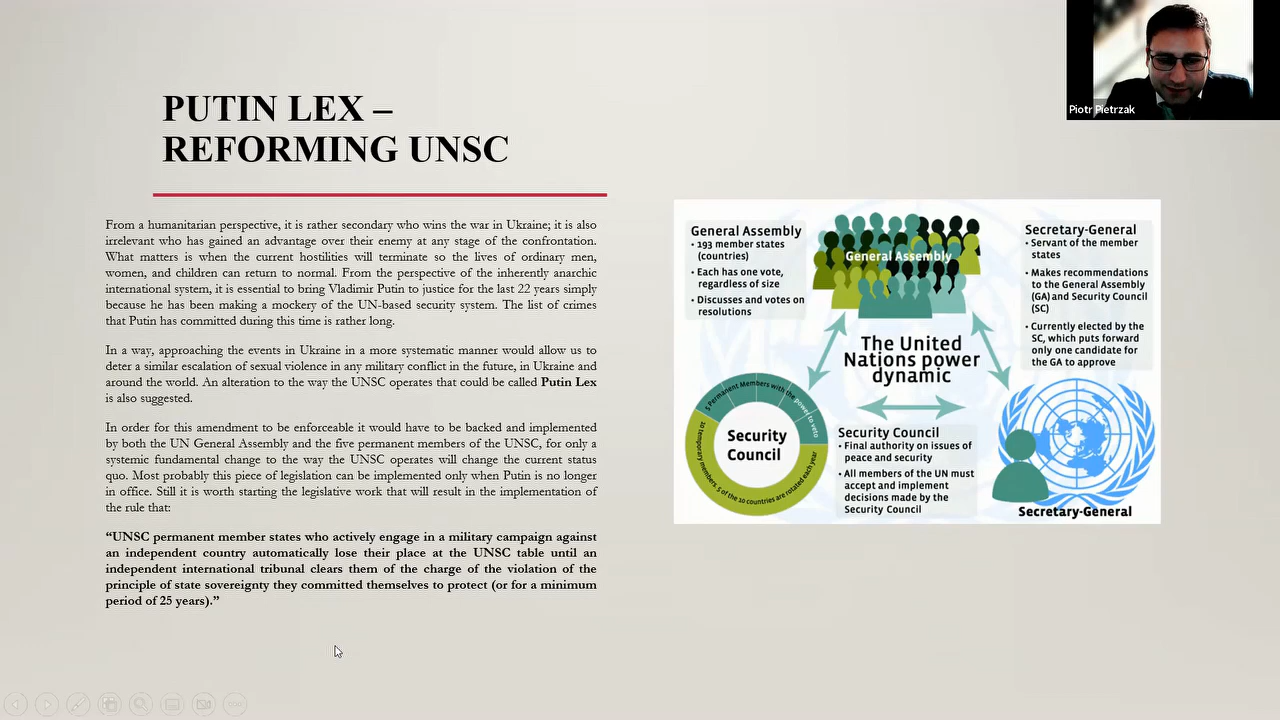 PUTIN LEX –
REFORMING UNSC
From a humanitarian perspective, it is rather secondary who wins the war in Ukraine; it is also
irrelevant who has gained an advantage over their enemy at any stage of the confrontation.
What matters is when the current hostilities will terminate so the lives of ordinary men,
women, and children can return to normal. From the perspective of the inherently anarchic
international system, it is essential to bring Vladimir Putin to justice for the last 22 years simply
because he has been making a mockery of the UN-based security system. The list of crimes
that Putin has committed during this time is rather long.
In a way, approaching the events in Ukraine in a more systematic manner would allow us to
deter a similar escalation of sexual violence in any military conflict in the future, in Ukraine and
around the world. An alteration to the way the UNSC operates that could be called Putin Lex
is also suggested.
In order for this amendment to be enforceable it would have to be backed and implemented
by both the UN General Assembly and the five permanent members of the UNSC, for only a
systemic fundamental change to the way the UNSC operates will change the current status
quo. Most probably this piece of legislation can be implemented only when Putin is no longer
in office. Still it is worth starting the legislative work that will result in the implementation of
the rule that:
“UNSC permanent member states who actively engage in a military campaign against
an independent country automatically lose their place at the UNSC table until an
independent international tribunal clears them of the charge of the violation of the
principle of state sovereignty they committed themselves to protect (or for a minimum
period of 25 years).”
General Assembly
• 193 member states
(countries)
• Each has one vote,
regardless of size
• Discusses and votes on
resolutions
General Assembly
Secretary-General
• Servant of the member
states
• Makes recommendations
to the General Assembly
(GA) and Security Council
(SC)
• Currently elected by the
SC, which puts forward
only one candidate for
the GA to approve
The United
Nations power
dynamic
5 Permanent Members with the power to veto
Security
Council
10 temporary members. 5 of the 10 countries are rotated each year
Security Council
• Final authority on issues of
peace and security
• All members of the UN must
accept and implement
decisions made by the
Security Council
Secretary-General
Piotr Pietrzak